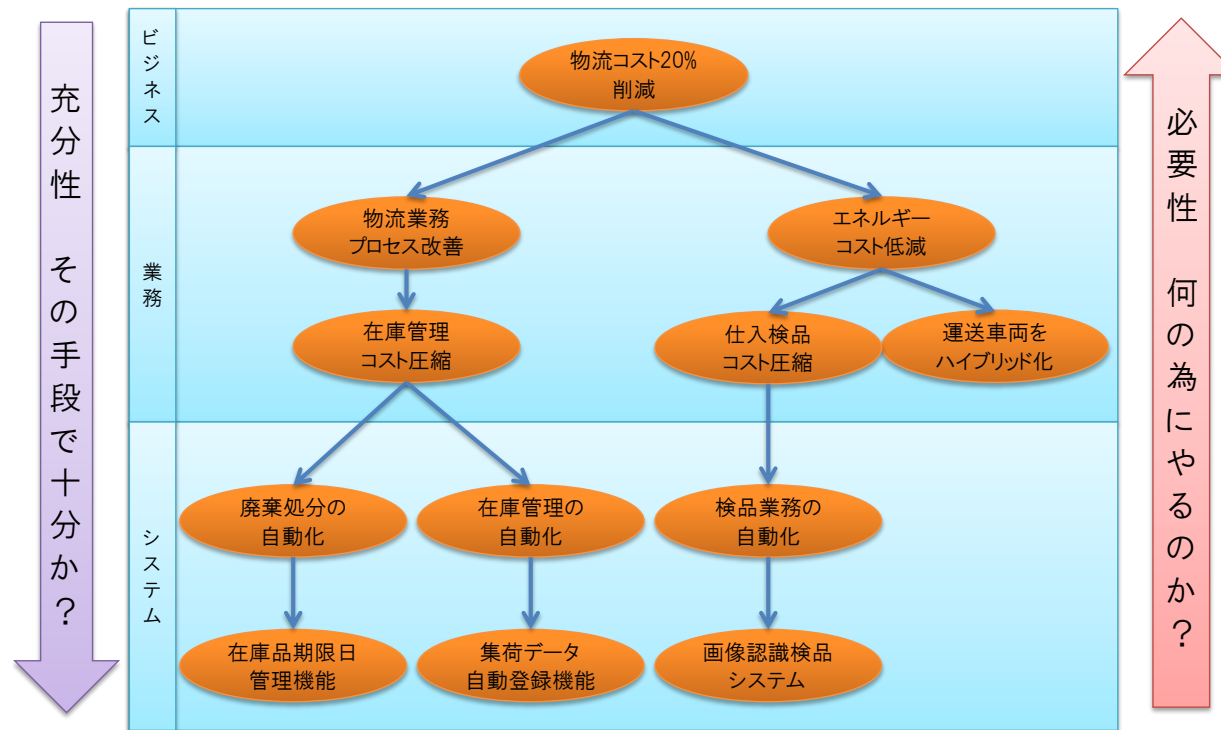 充分性 その手段で十分か?
ビジネス
物流コスト20%
削減
業務
物流業務
プロセス改善
エネルギー
コスト低減
在庫管理
コスト圧縮
仕入検品
コスト圧縮
運送車両を
ハイブリッド化
システム
廃棄処分の
自動化
在庫管理の
自動化
検品業務の
自動化
在庫品期限日
管理機能
集荷データ
自動登録機能
画像認識検品
システム
必要性 何の為にやるのか?